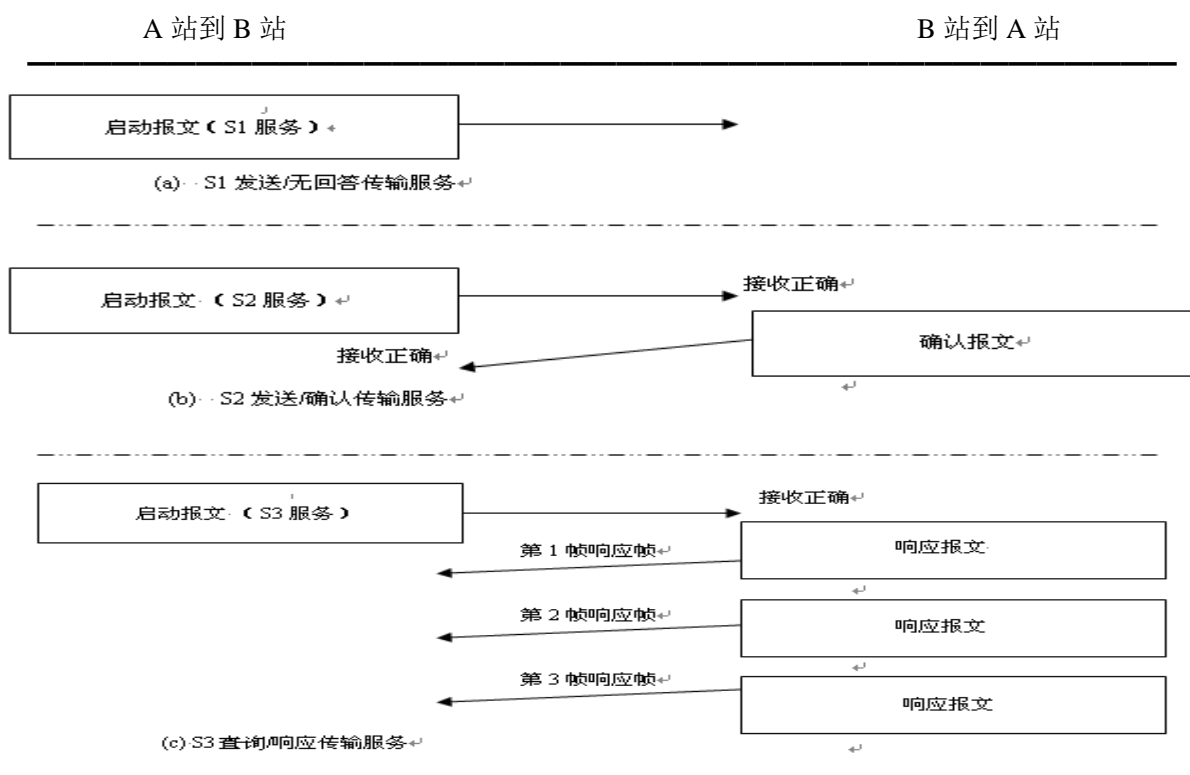 A 站到 B 站
B 站到 A 站
启动报文（S1 服务）
(a) S1 发送/无回答传输服务
启动报文（S2 服务）
接收正确
确认报文
接收正确
(b) S2 发送/确认传输服务
启动报文（S3 服务）
接收正确
第 1 帧响应帧
响应报文
第 2 帧响应帧
响应报文
第 3 帧响应帧
响应报文
(c) S3 查询/响应传输服务